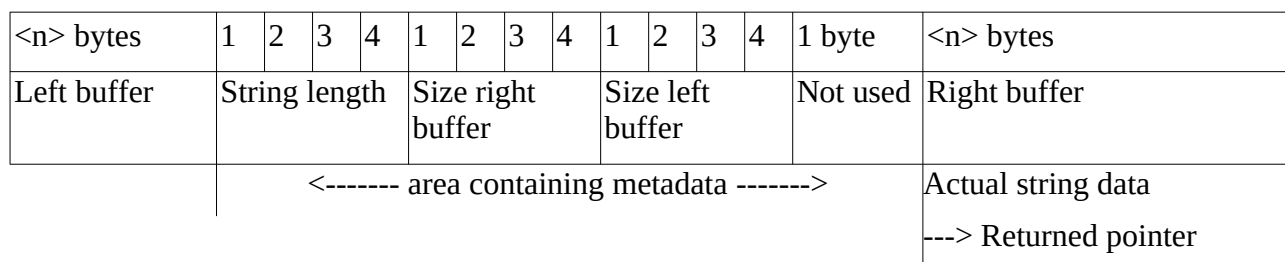 <n> bytes 1 2 3 4 1 2 3 4 1 2 3 4 1 byte <n> bytes
Left buffer String length Size right buffer Size left buffer Not used Right buffer
<------- area containing metadata -------> Actual string data
---> Returned pointer